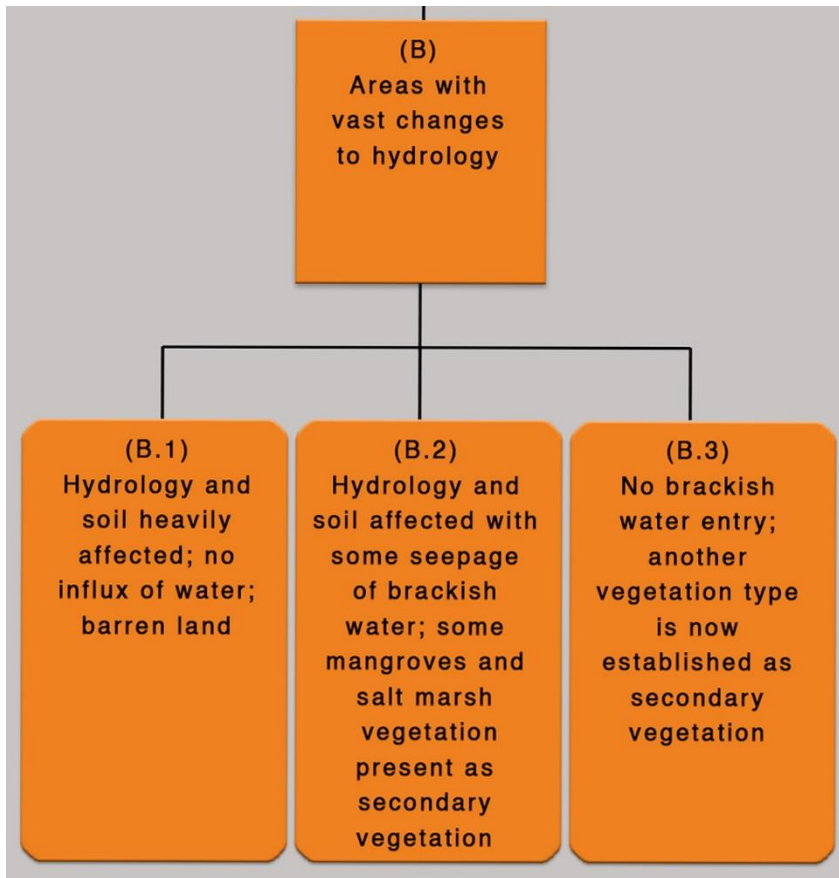 (B)
Areas with
vast changes
to hydrology
(B.1)
Hydrology and
soil heavily
affected; no
influx of water;
barren land
(B.2)
Hydrology and
soil affected with
some seepage
of brackish
water; some
mangroves and
salt marsh
vegetation
present as
secondary
vegetation
(B.3)
No brackish
water entry;
another
vegetation type
is now
established as
secondary
vegetation